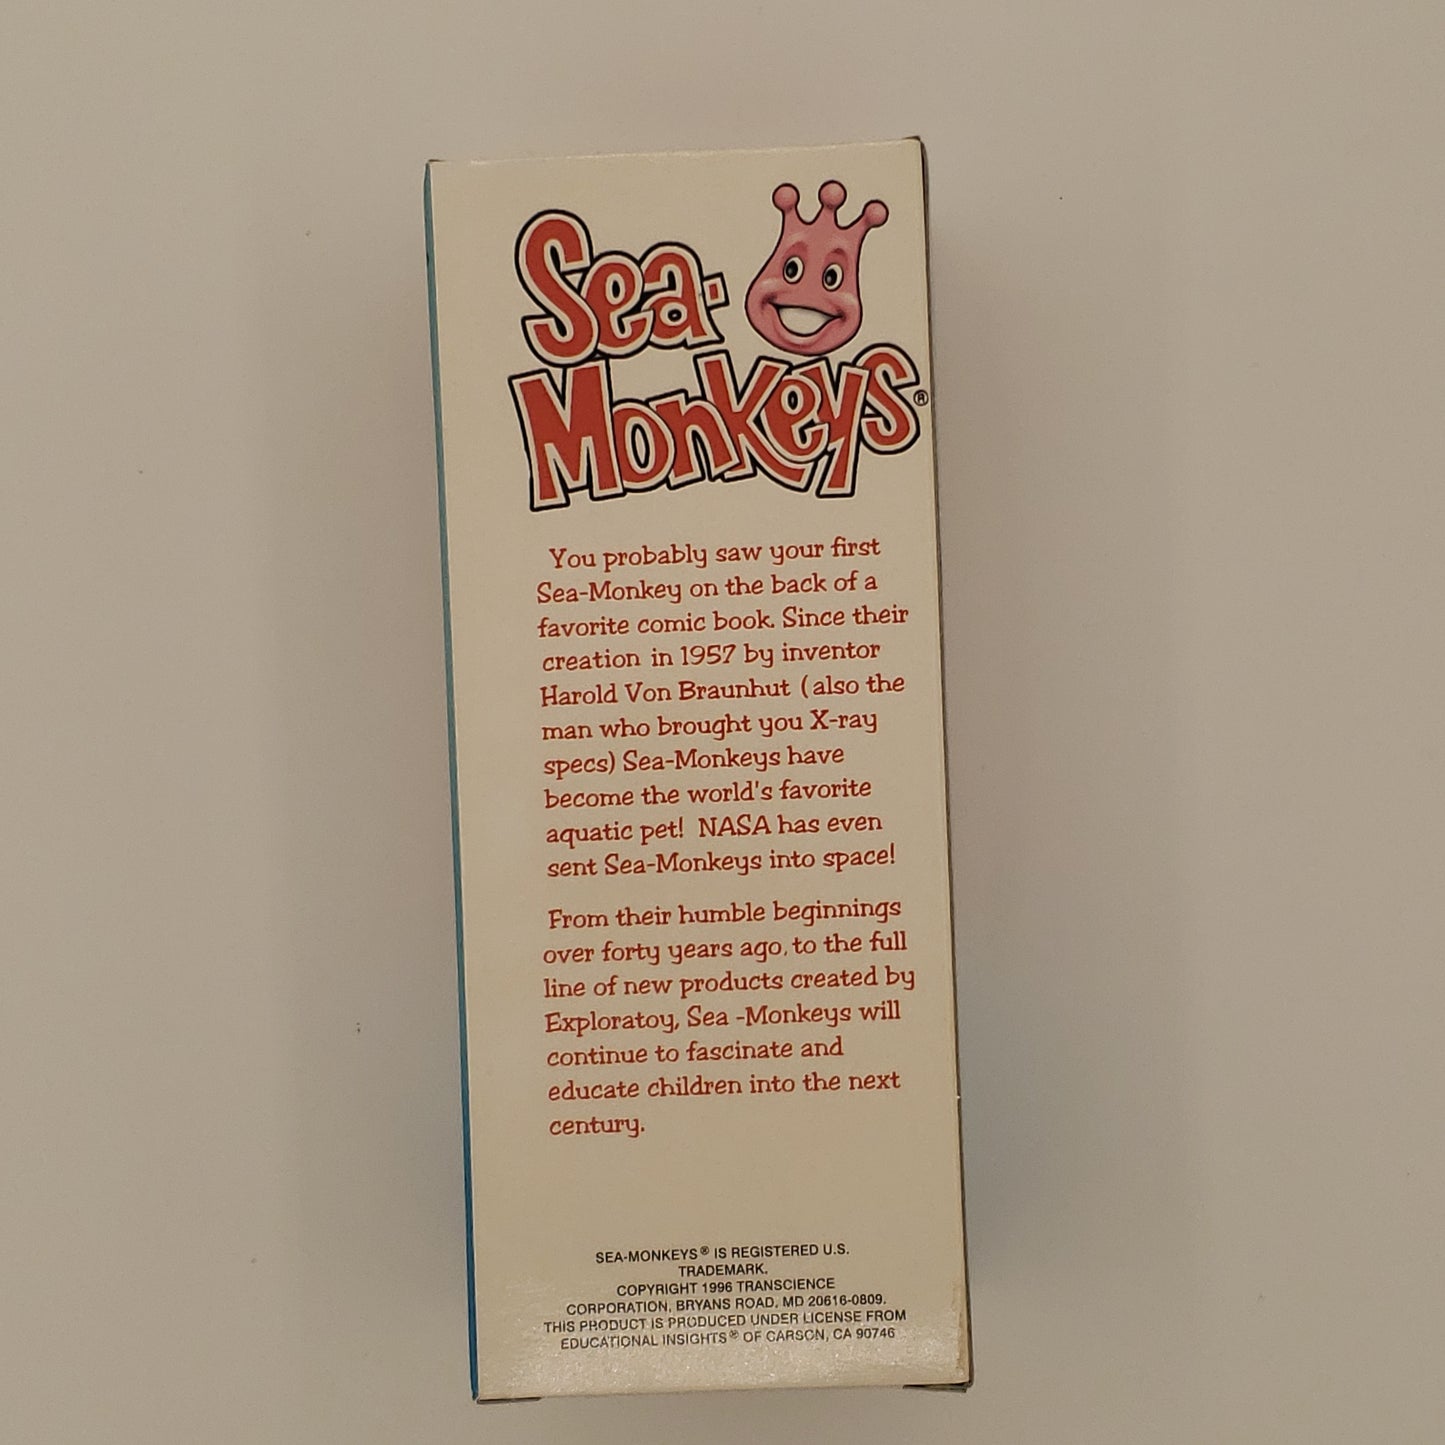 Sea-
Monkeys®
You probably saw your first
Sea-Monkey on the back of a
favorite comic book. Since their
creation in 1957 by inventor
Harold Von Braunhut (also the
man who brought you X-ray
specs) Sea-Monkeys have
become the world's favorite
aquatic pet! NASA has even
sent Sea-Monkeys into space!
From their humble beginnings
over forty years ago, to the full
line of new products created by
Exploratoy, Sea -Monkeys will
continue to fascinate and
educate children into the next
century.
SEA-MONKEYS® IS REGISTERED U.S.
TRADEMARK.
COPYRIGHT 1996 TRANSCIENCE
CORPORATION, BRYANS ROAD, MD 20616-0809.
THIS PRODUCT IS PRODUCED UNDER LICENSE FROM
EDUCATIONAL INSIGHTS® OF CARSON, CA 90746